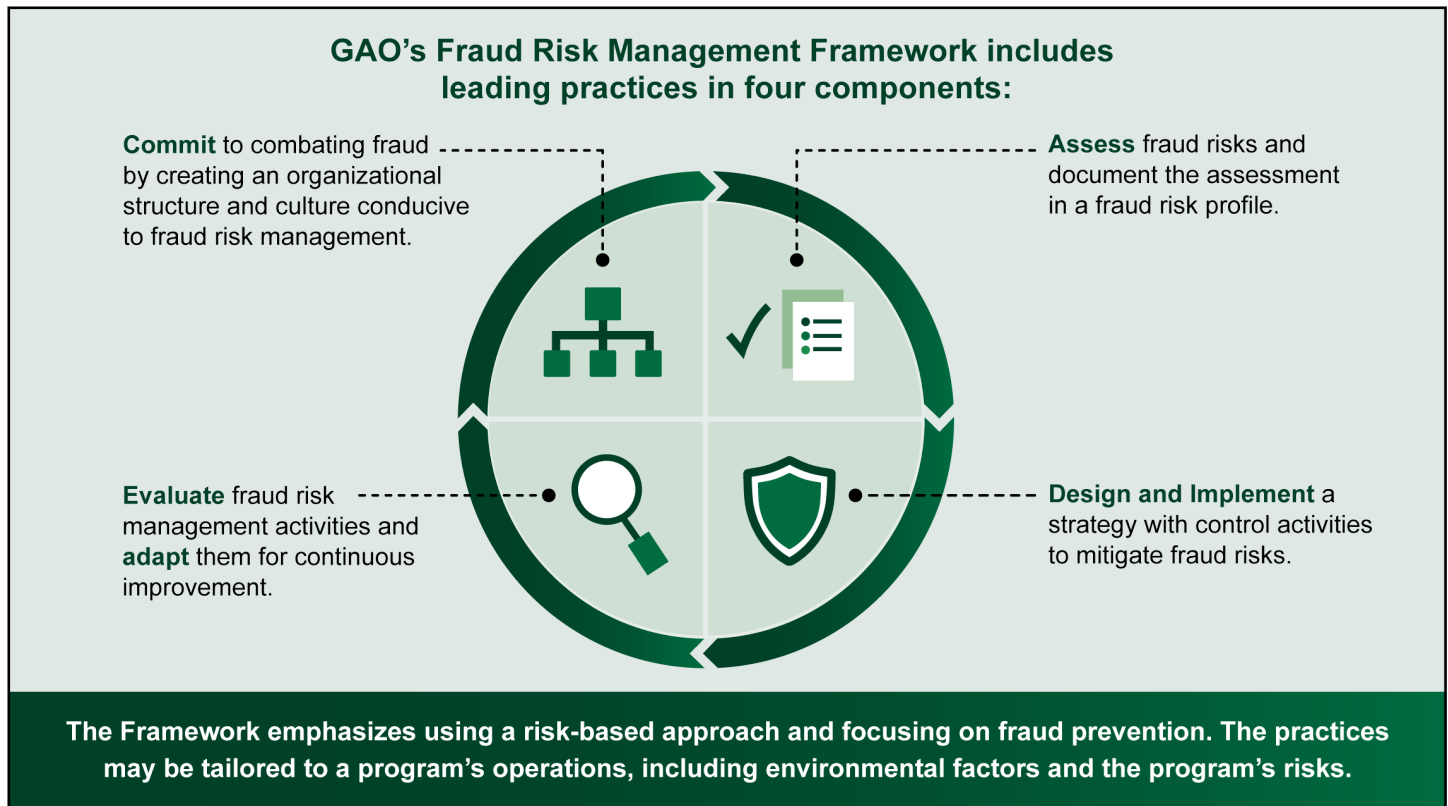 GAO’s Fraud Risk Management Framework includes
leading practices in four components:
Commit to combating fraud
by creating an organizational
structure and culture conducive
to fraud risk management.
Assess fraud risks and
document the assessment
in a fraud risk profile.
Evaluate fraud risk
management activities and
adapt them for continuous
improvement.
Design and Implement a
strategy with control activities
to mitigate fraud risks.
The Framework emphasizes using a risk-based approach and focusing on fraud prevention. The practices
may be tailored to a program’s operations, including environmental factors and the program’s risks.